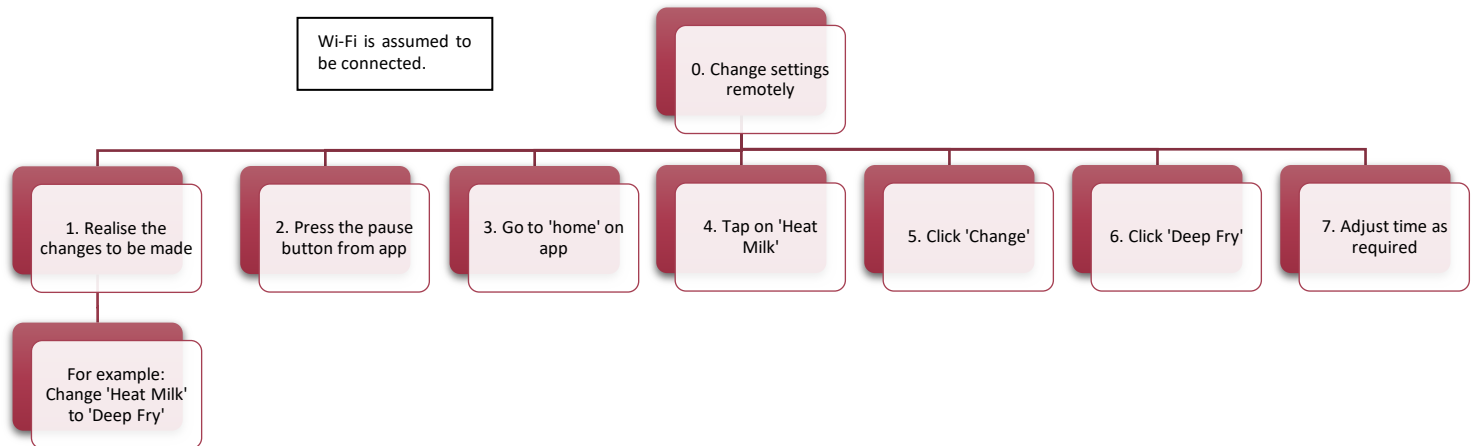 Wi-Fi is assumed to
be connected.
0. Change settings
remotely
1. Realise the
changes to be made
2. Press the pause
button from app
3. Go to 'home' on
app
4. Tap on 'Heat
Milk'
5. Click 'Change'
6. Click 'Deep Fry'
7. Adjust time as
required
For example:
Change 'Heat Milk'
to 'Deep Fry'